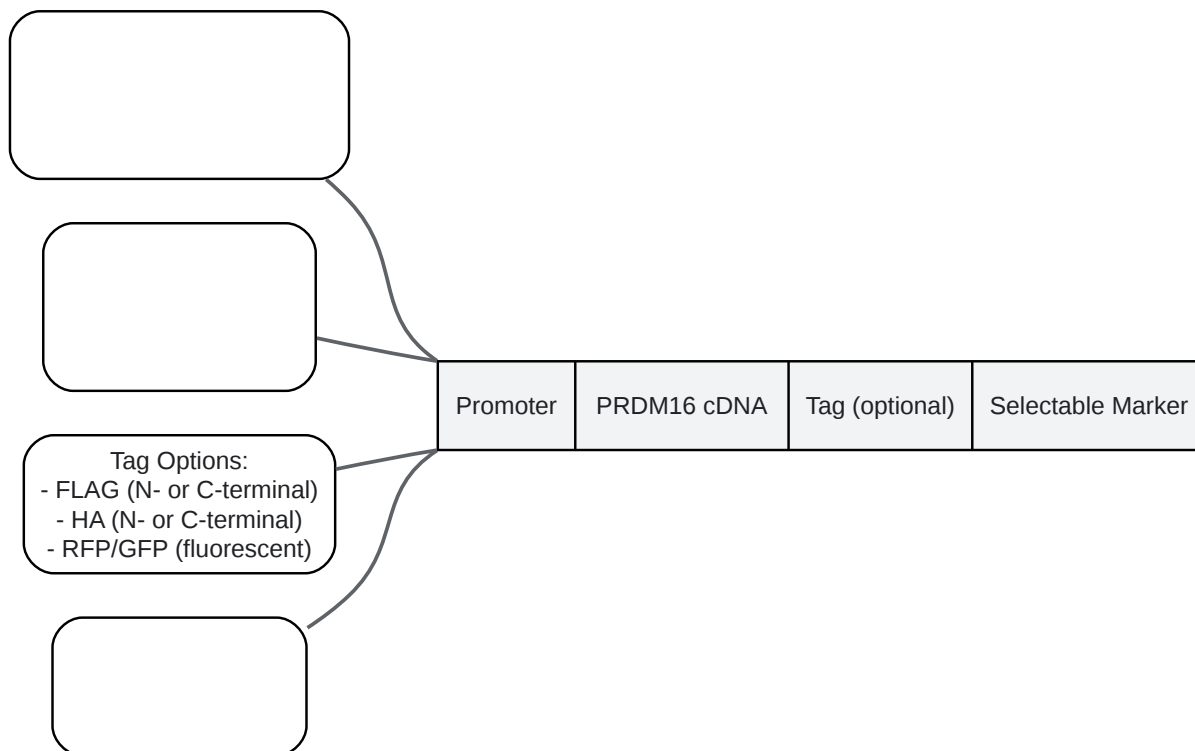 Promoter
PRDM16 cDNA
Tag (optional)
Selectable Marker
Tag Options:
- FLAG (N- or C-terminal)
- HA (N- or C-terminal)
- RFP/GFP (fluorescent)